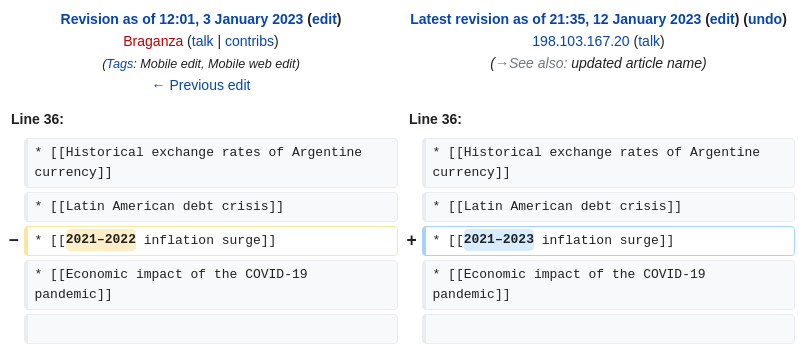 Revision as of 12:01, 3 January 2023 (edit)
Braganza (talk | contribs)
(Tags: Mobile edit, Mobile web edit)
← Previous edit
Latest revision as of 21:35, 12 January 2023 (edit) (undo)
198.103.167.20 (talk)
(→See also: updated article name)
Line 36:
Line 36:
* [[Historical exchange rates of Argentine
currency]]
* [[Historical exchange rates of Argentine
currency]]
* [[Latin American debt crisis]]
* [[Latin American debt crisis]]
− * [[2021–2022 inflation surge]]
+ * [[2021–2023 inflation surge]]
* [[Economic impact of the COVID-19
pandemic]]
* [[Economic impact of the COVID-19
pandemic]]